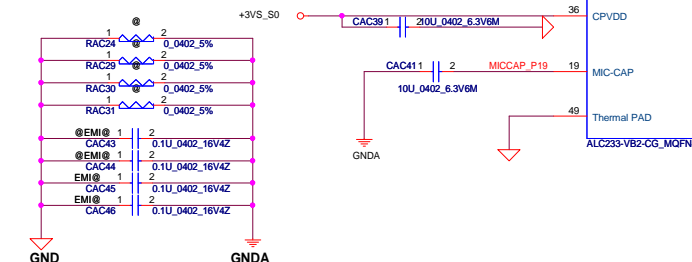 @
1 2
RAC24 0_0402_5%
@
1 2
RAC29 0_0402_5%
@
1 2
RAC30 0_0402_5%
@
1 2
RAC31 0_0402_5%
@EMI@ 1 2
CAC43 0.1U_0402_16V4Z
@EMI@ 1 2
CAC44 0.1U_0402_16V4Z
EMI@ 1 2
CAC45 0.1U_0402_16V4Z
EMI@ 1 2
CAC46 0.1U_0402_16V4Z
GND GNDA
+3VS_S0
CAC39 1 2 10U_0402_6.3V6M
36 CPVDD
CAC41 1 2 MICCAP_P19 19 MIC-CAP
10U_0402_6.3V6M
GNDA
49 Thermal PAD
ALC233-VB2-CG_MQFN